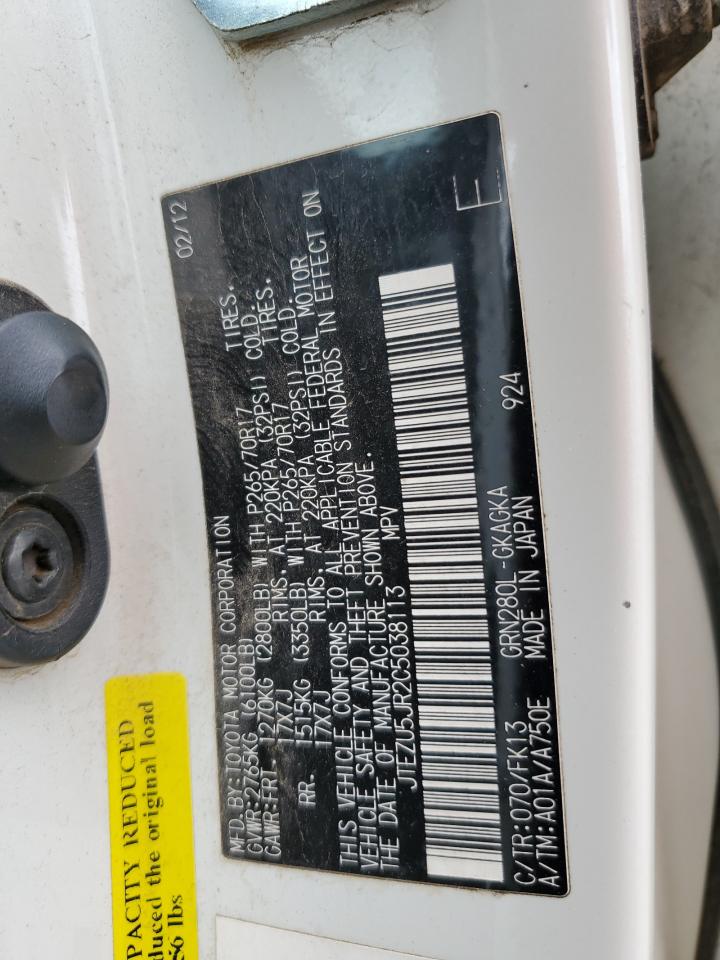 MFD. BY:TOYOTA MOTOR CORPORATION 02/12
GVWR:2765KG (6100LB)
GAWR:FRT. 1270KG (2800LB) WITH P265/70R17 TIRES.
17X7J RIMS, AT 220KPA (32PSI) COLD.
RR. 1515KG (3350LB) WITH P265/70R17 TIRES.
17X7J RIMS, AT 220KPA (32PSI) COLD.
THIS VEHICLE CONFORMS TO ALL APPLICABLE FEDERAL MOTOR
VEHICLE SAFETY AND THEFT PREVENTION STANDARDS IN EFFECT ON
THE DATE OF MANUFACTURE SHOWN ABOVE.
JTEZU5JR2C5038113 MPV
E
C/TR:070/FK13 GRN280L-GKAGKA 924
A/TM:A01A/A750E MADE IN JAPAN
PACITY REDUCED
duced the original load
lbs